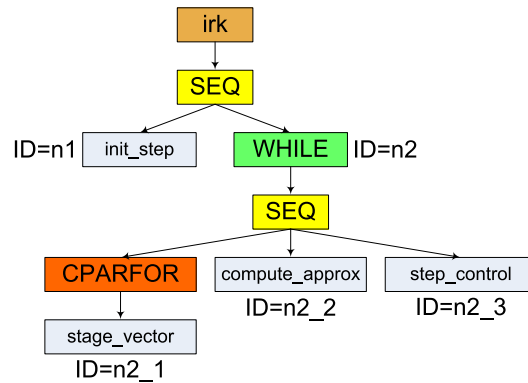 irk
SEQ
ID=n1 init_step WHILE ID=n2
SEQ
CPARFOR compute_approx step_control
ID=n2_2 ID=n2_3
stage_vector
ID=n2_1